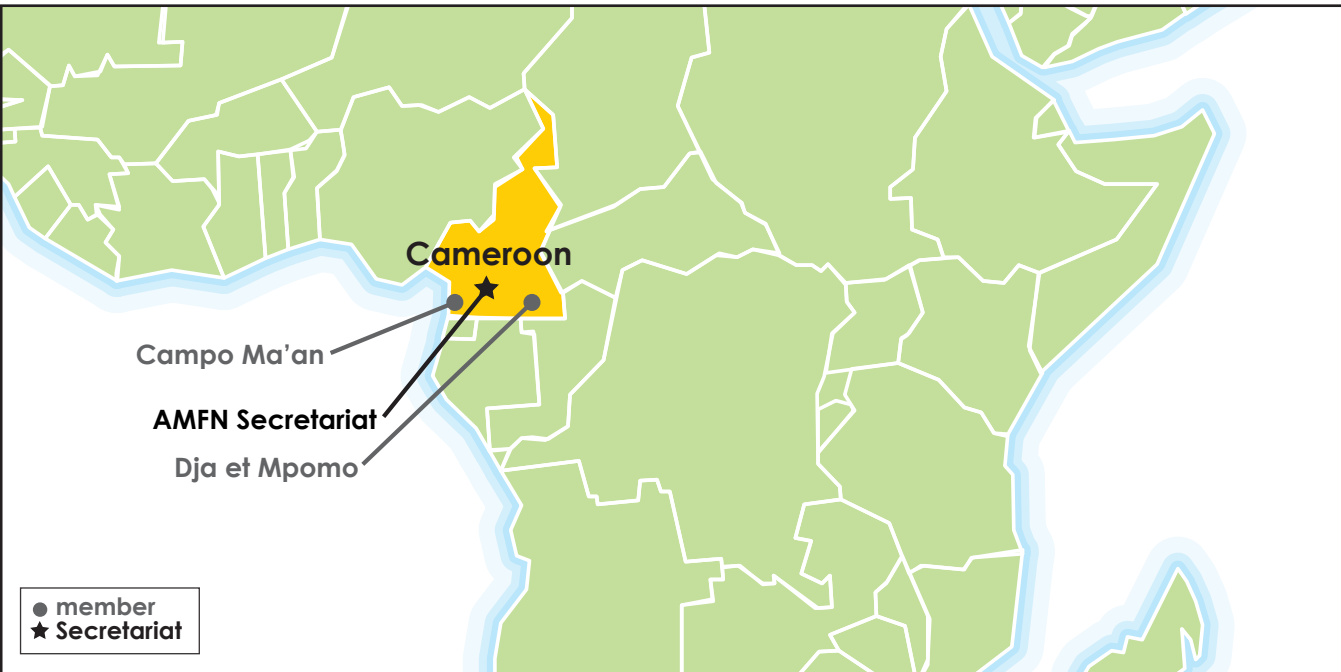 Cameroon
Campo Ma’an
AMFN Secretariat
Dja et Mpomo
member
Secretariat